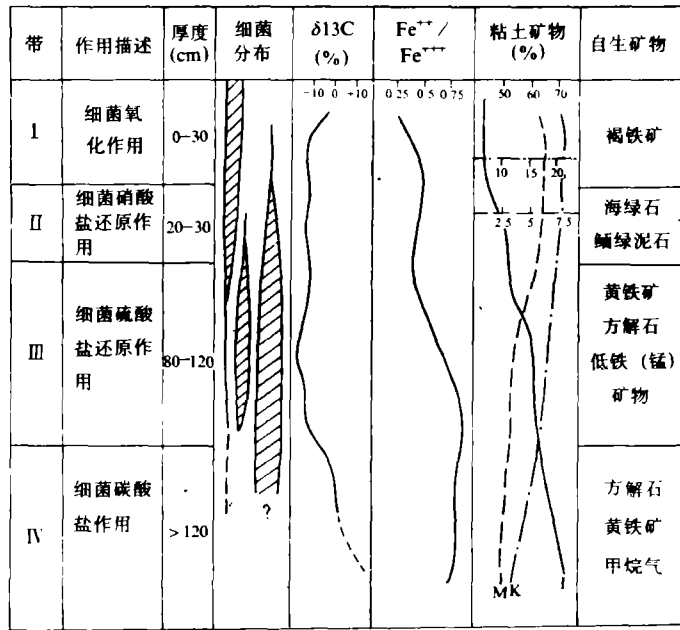 带 作用描述 厚度(cm) 细菌分布 δ13C(%) Fe⁺⁺/Fe⁺⁺⁺ 粘土矿物(%) 自生矿物
-10 0 +10 0 25 0 5 0 75 50 60 70
I 细菌氧化作用 0-30 褐铁矿
10 15 20
II 细菌硝酸盐还原作用 20-30 海绿石
2 5 5 7 5
鲕绿泥石
III 细菌硫酸盐还原作用 80-120 黄铁矿
方解石
低铁（锰）
矿物
IV 细菌碳酸盐作用 >120 方解石
黄铁矿
甲烷气
? ?
M K I